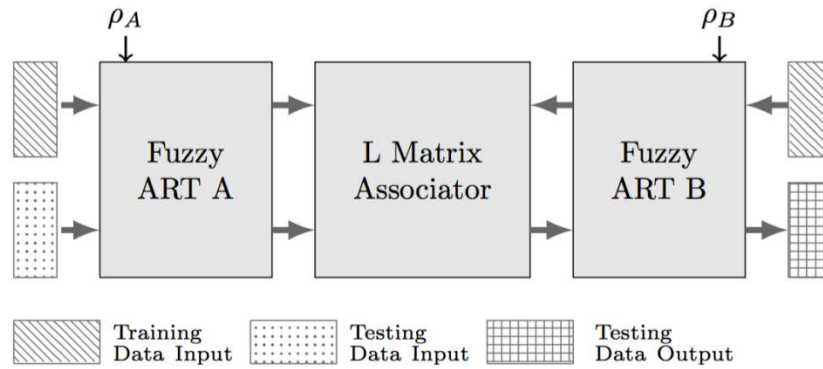 ρA
ρB
Fuzzy
ART A
L Matrix
Associator
Fuzzy
ART B
Training
Data Input
Testing
Data Input
Testing
Data Output